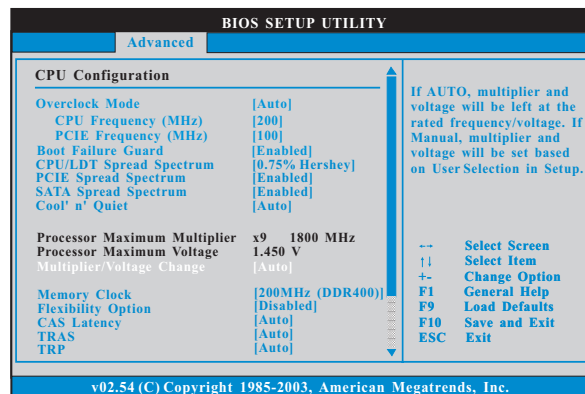 BIOS SETUP UTILITY
Advanced
CPU Configuration
Overclock Mode [Auto]
CPU Frequency (MHz) [200]
PCIE Frequency (MHz) [100]
Boot Failure Guard [Enabled]
CPU/LDT Spread Spectrum [0.75% Hershey]
PCIE Spread Spectrum [Enabled]
SATA Spread Spectrum [Enabled]
Cool' n' Quiet [Auto]
Processor Maximum Multiplier x9 1800 MHz
Processor Maximum Voltage 1.450 V
Multiplier/Voltage Change [Auto]
Memory Clock [200MHz (DDR400)]
Flexibility Option [Disabled]
CAS Latency [Auto]
TRAS [Auto]
TRP [Auto]
If AUTO, multiplier and
voltage will be left at the
rated frequency/voltage. If
Manual, multiplier and
voltage will be set based
on User Selection in Setup.
←→ Select Screen
↑↓ Select Item
+- Change Option
F1 General Help
F9 Load Defaults
F10 Save and Exit
ESC Exit
v02.54 (C) Copyright 1985-2003, American Megatrends, Inc.